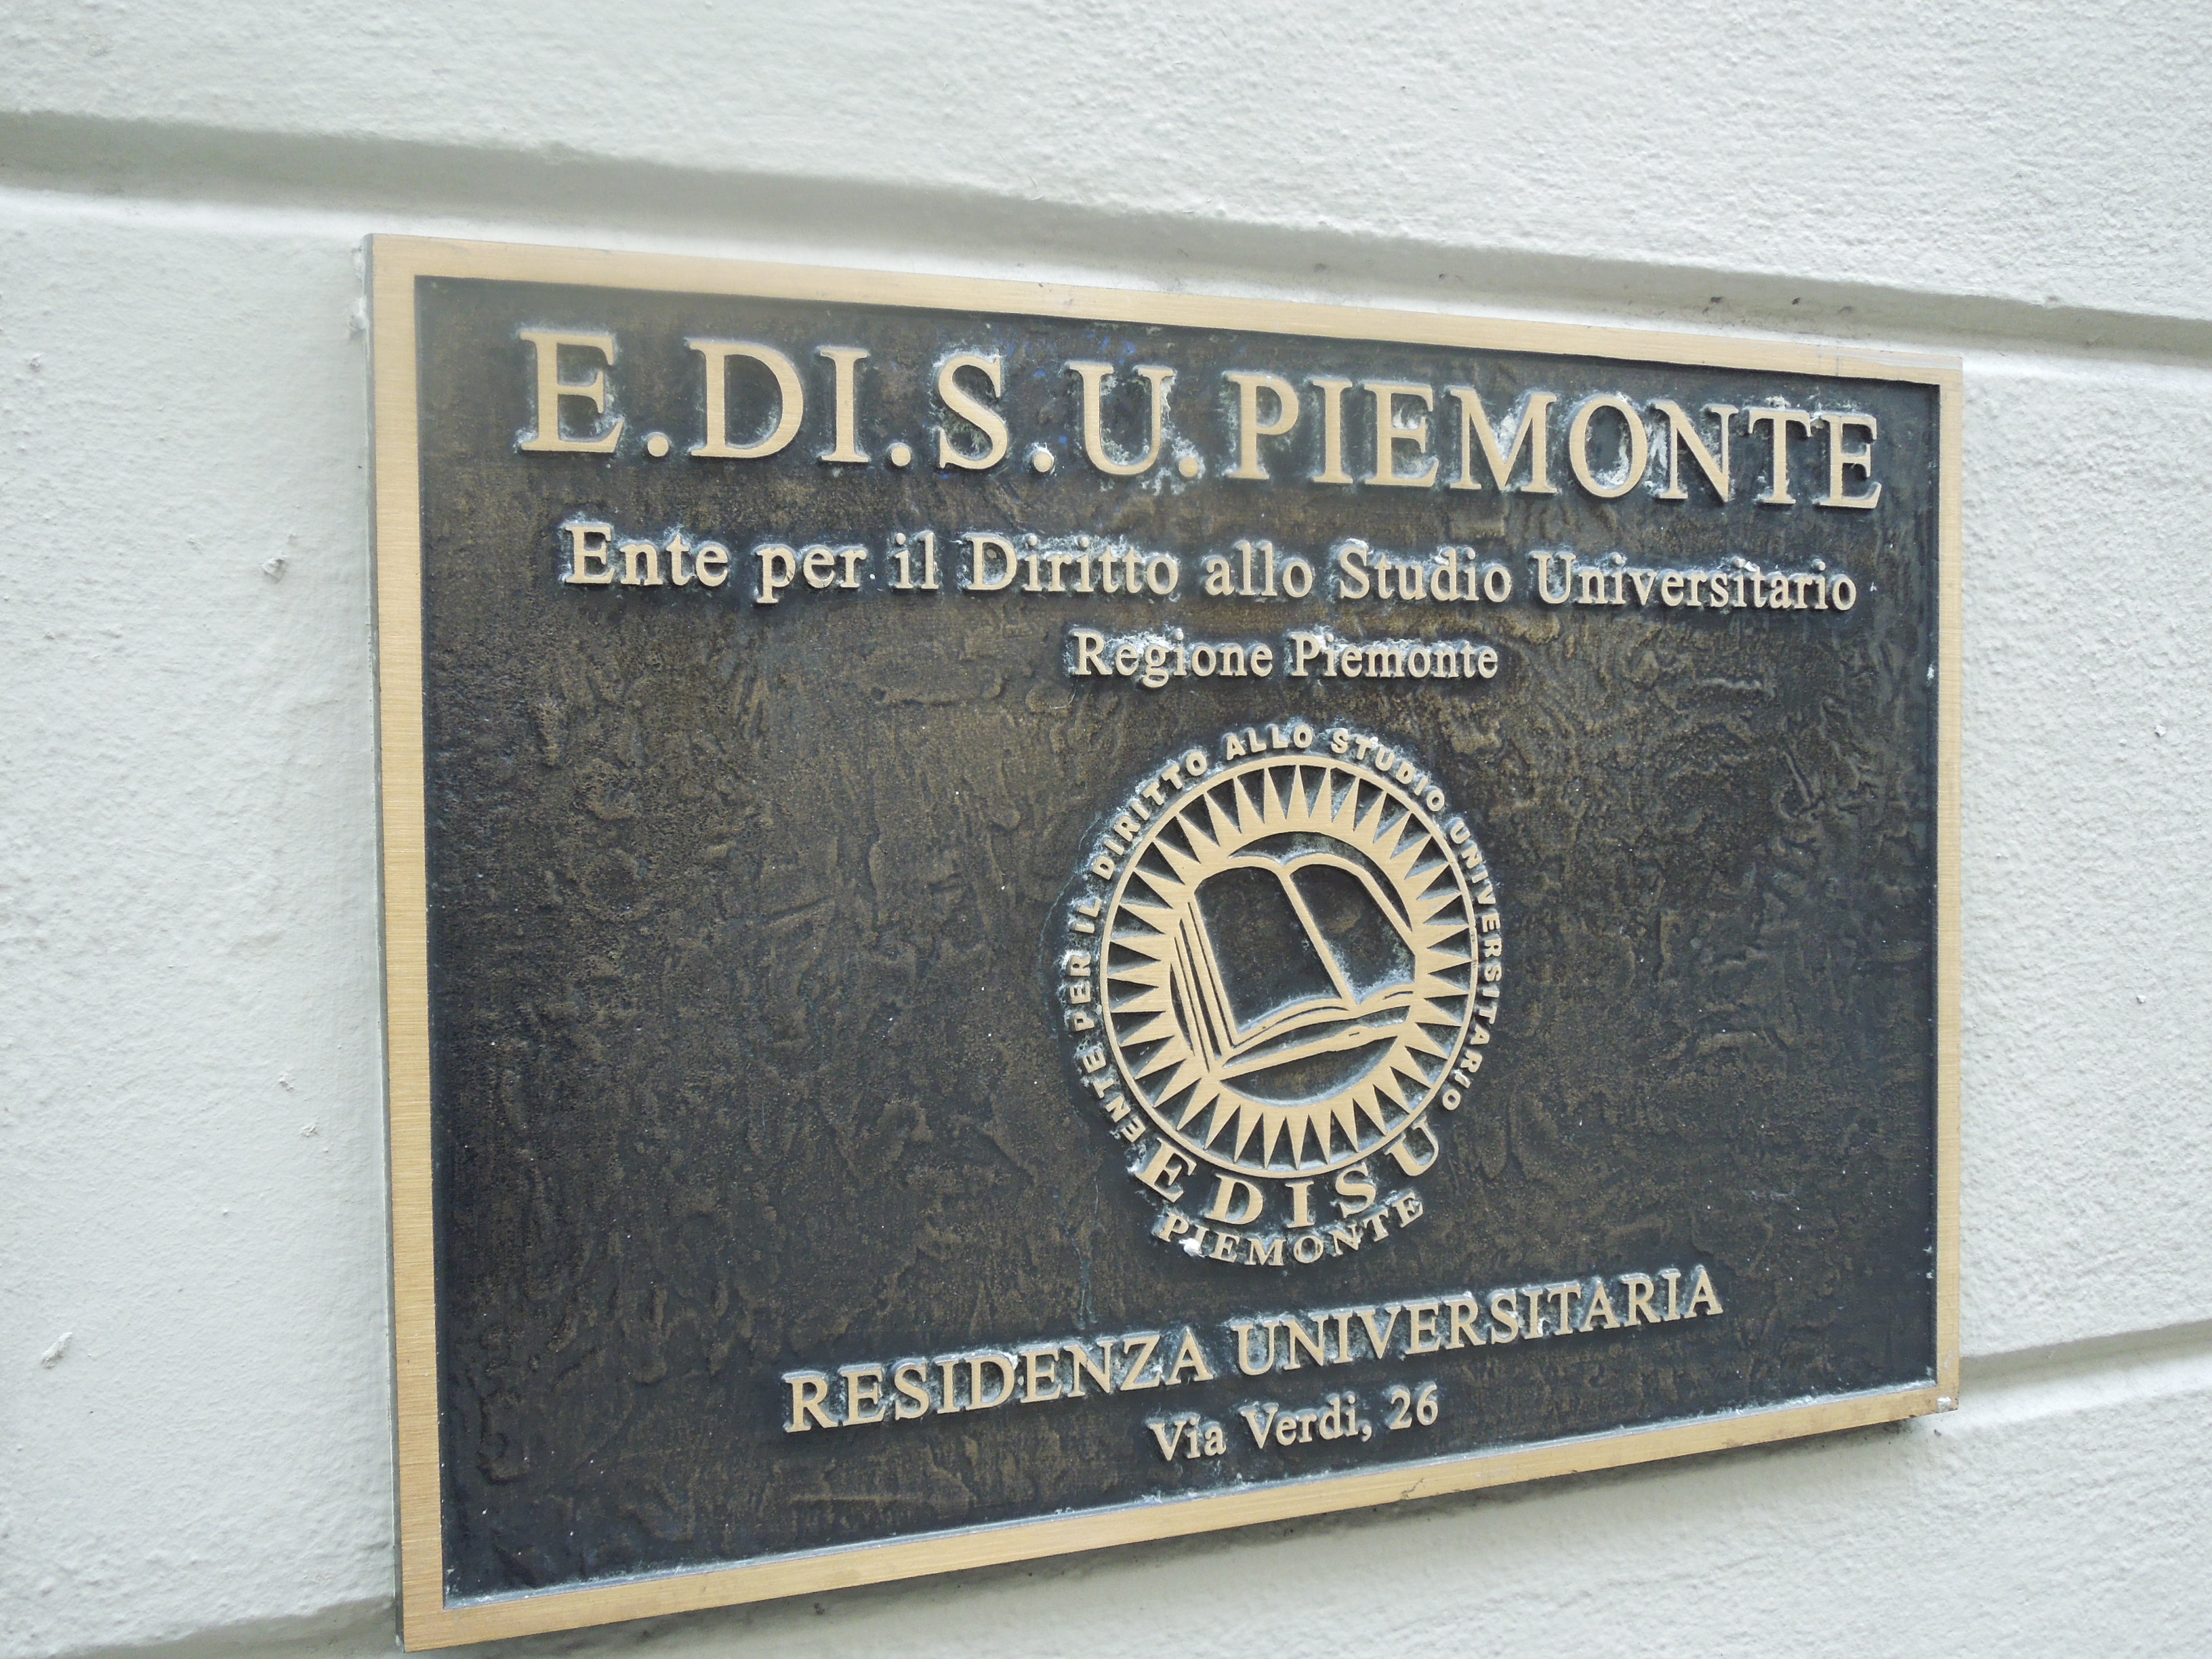 E.DI.S.U.PIEMONTE
Ente per il Diritto allo Studio Universitario
Regione Piemonte
ENTE PER IL DIRITTO ALLO STUDIO UNIVERSITARIO
EDISU
PIEMONTE
RESIDENZA UNIVERSITARIA
Via Verdi, 26